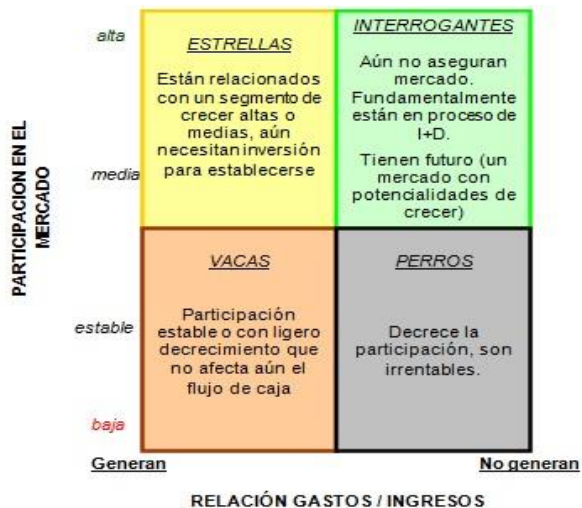 alta
PARTICIPACION EN EL
MERCADO
media
estable
baja
ESTRELLAS
Están relacionados
con un segmento de
crecer altas o
medias, aún
necesitan inversión
para establecerse
INTERROGANTES
Aún no aseguran
mercado.
Fundamentalmente
están en proceso de
I+D.
Tienen futuro (un
mercado con
potencialidades de
crecer)
VACAS
Participación
estable o con ligero
decrecimiento que
no afecta aún el
flujo de caja
PERROS
Decrece la
participación, son
irrentables.
Generan
No generan
RELACIÓN GASTOS / INGRESOS